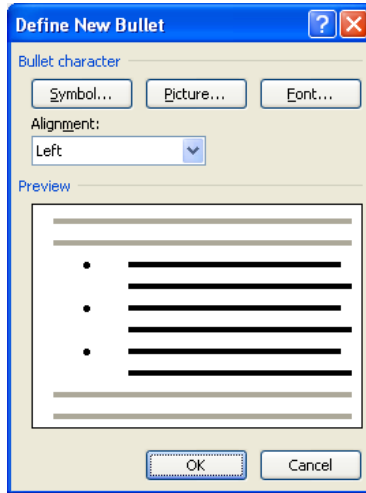 Define New Bullet
Bullet character
Symbol... Picture... Font...
Alignment:
Left
Preview
OK Cancel